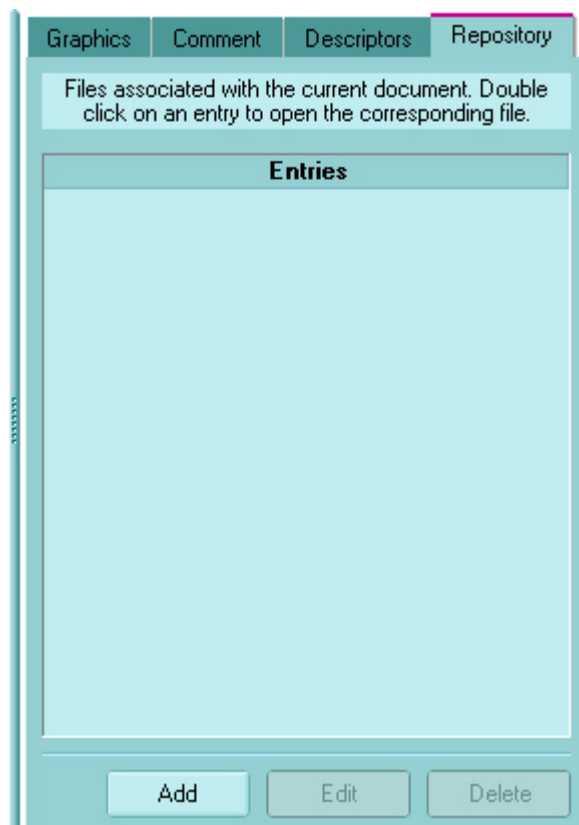 Graphics Comment Descriptors Repository
Files associated with the current document. Double
click on an entry to open the corresponding file.
Entries
Add Edit Delete